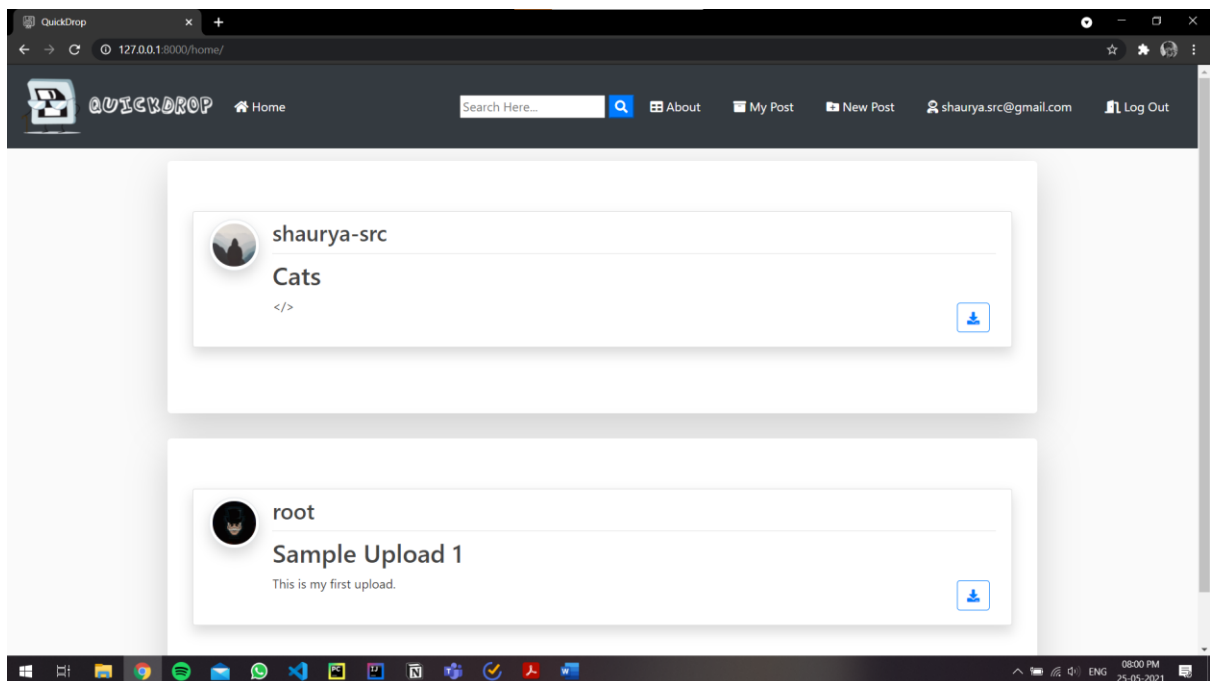 QuickDrop
127.0.0.1:8000/home/
QUICKDROP Home Search Here... About My Post New Post shaurya.src@gmail.com Log Out
shaurya-src
Cats
</>
root
Sample Upload 1
This is my first upload.
ENG 08:00 PM
25-05-2021